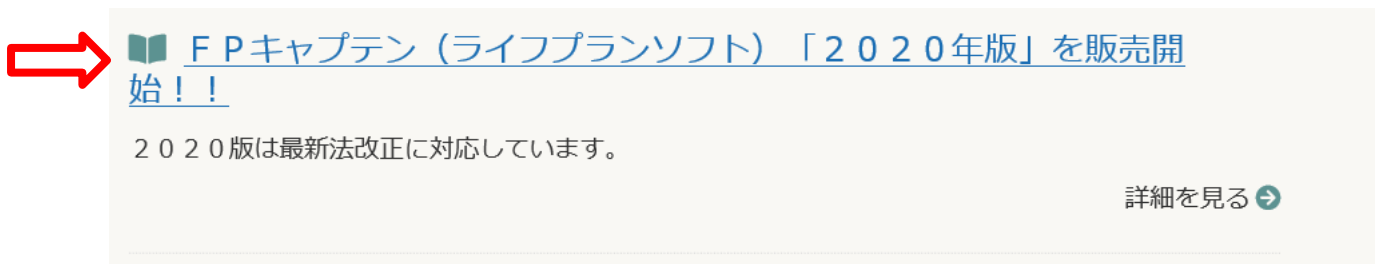 ＦＰキャプテン（ライフプランソフト）「２０２０年版」を販売開
始！！
２０２０版は最新法改正に対応しています。
詳細を見る